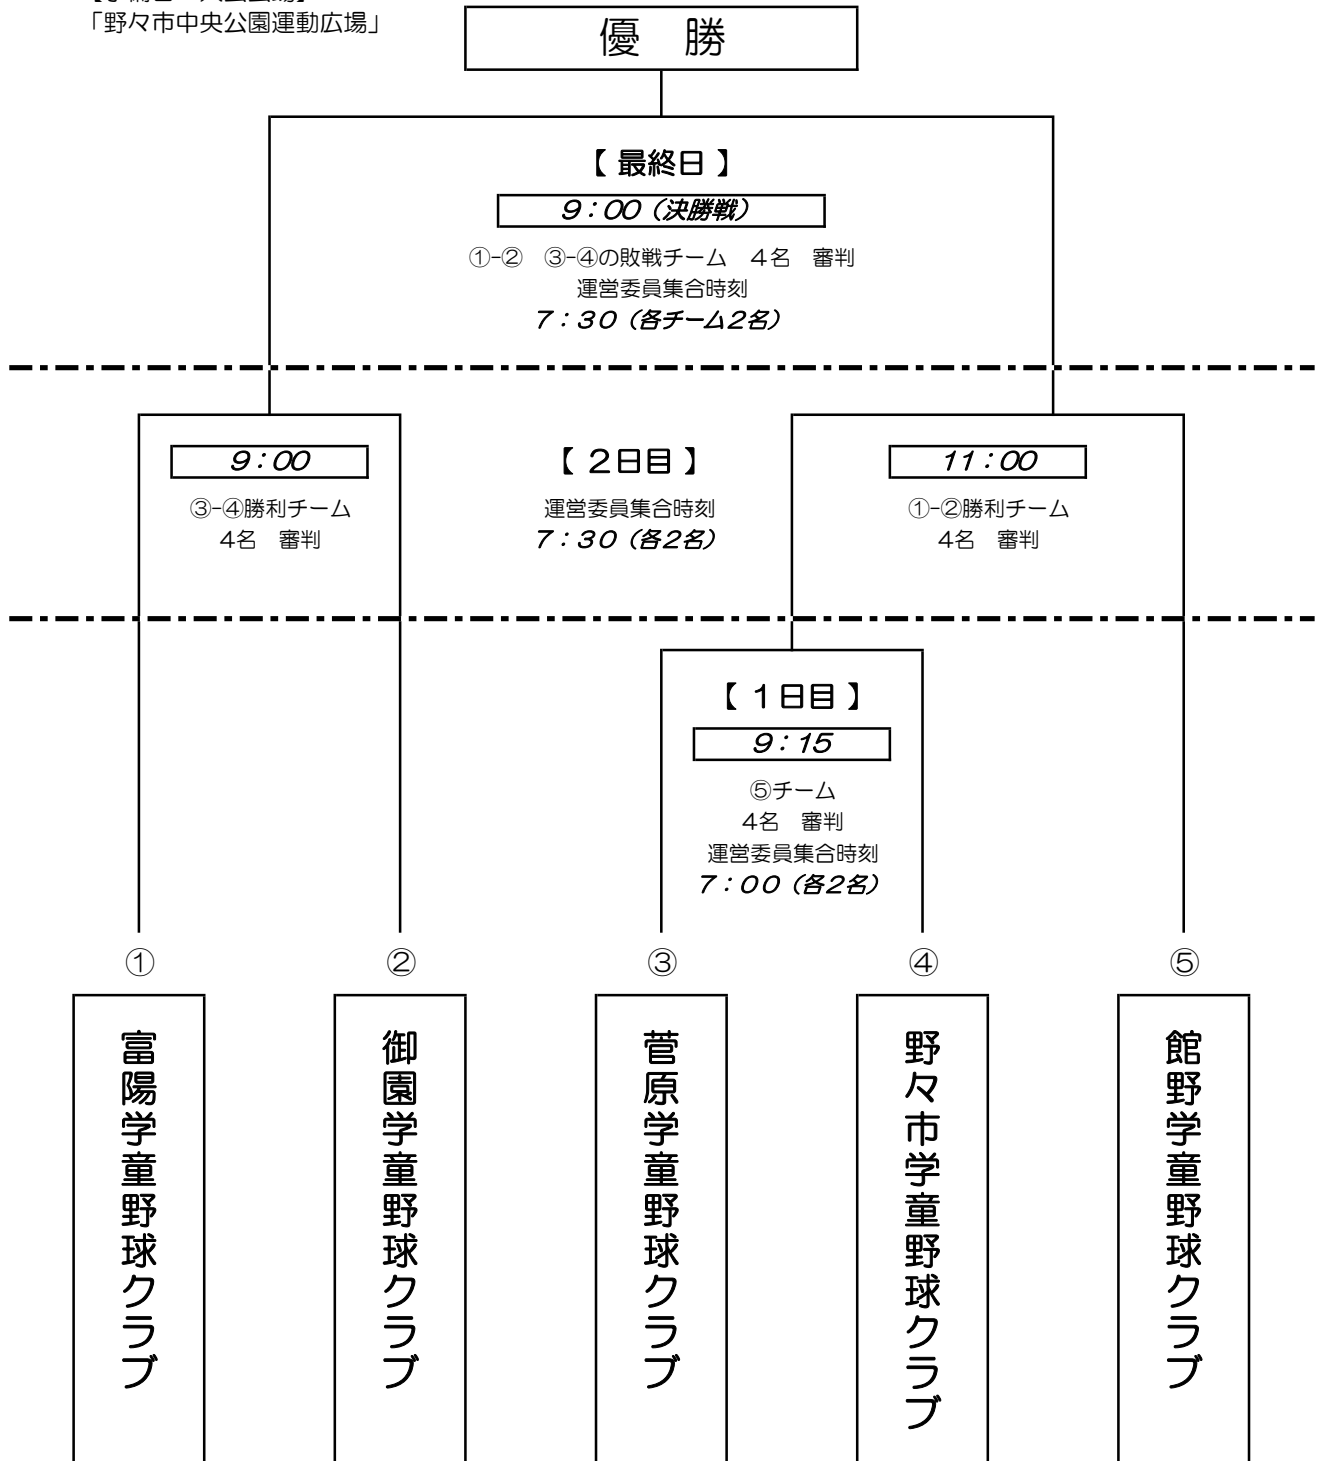 「野々市中央公園運動広場」
優　勝
【 最終日 】
９：００（決勝戦）
①-②　③-④の敗戦チーム　４名　審判
運営委員集合時刻
７：３０（各チーム２名）
９：００
③-④勝利チーム
４名　審判
【 ２日目 】
運営委員集合時刻
７：３０（各２名）
１１：００
①-②勝利チーム
４名　審判
【 １日目 】
９：１５
⑤チーム
４名　審判
運営委員集合時刻
７：００（各２名）
①
②
③
④
⑤
富陽学童野球クラブ
御園学童野球クラブ
菅原学童野球クラブ
野々市学童野球クラブ
館野学童野球クラブ